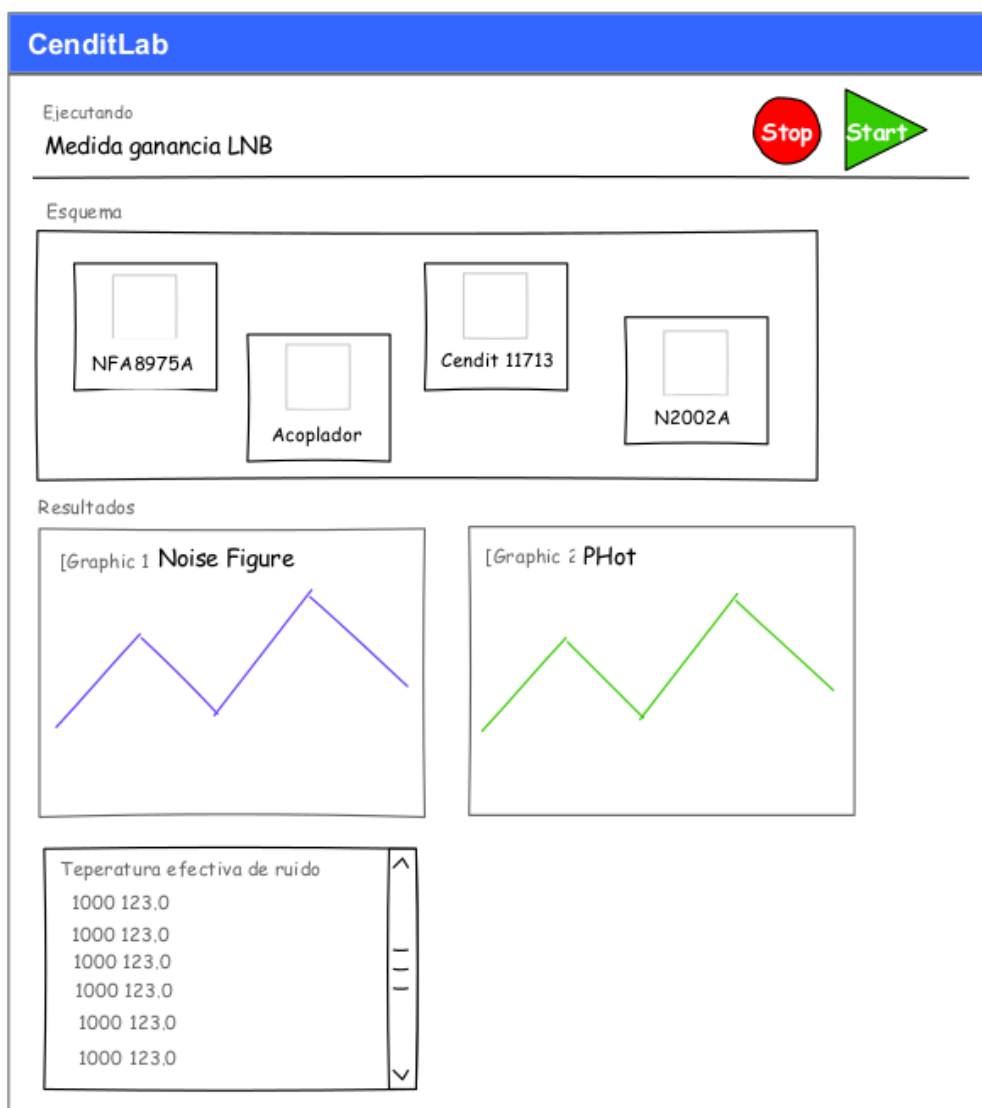 CenditLab
Ejecutando
Medida ganancia LNB
Stop
Start
Esquema
NFA8975A
Acoplador
Cendit 11713
N2002A
Resultados
[Graphic 1 Noise Figure
[Graphic 2 PHot
Teperatura efectiva de ruido
1000 123,0
1000 123,0
1000 123,0
1000 123,0
1000 123,0
1000 123,0